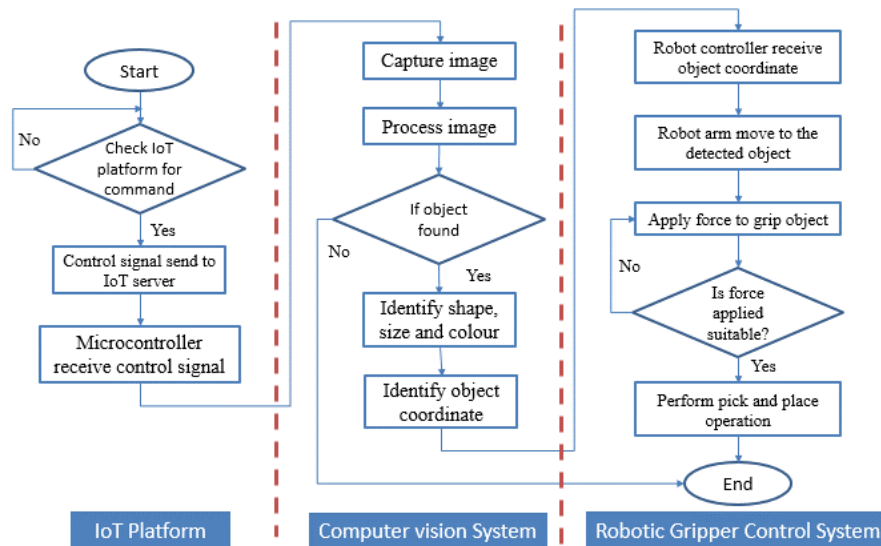 Start
No
Check IoT
platform for
command
Yes
Control signal send to
IoT server
Microcontroller
receive control signal
IoT Platform
Capture image
Process image
If object
found
No
Yes
Identify shape,
size and colour
Identify object
coordinate
Computer vision System
Robot controller receive
object coordinate
Robot arm move to the
detected object
Apply force to grip object
No
Is force
applied
suitable?
Yes
Perform pick and place
operation
End
Robotic Gripper Control System